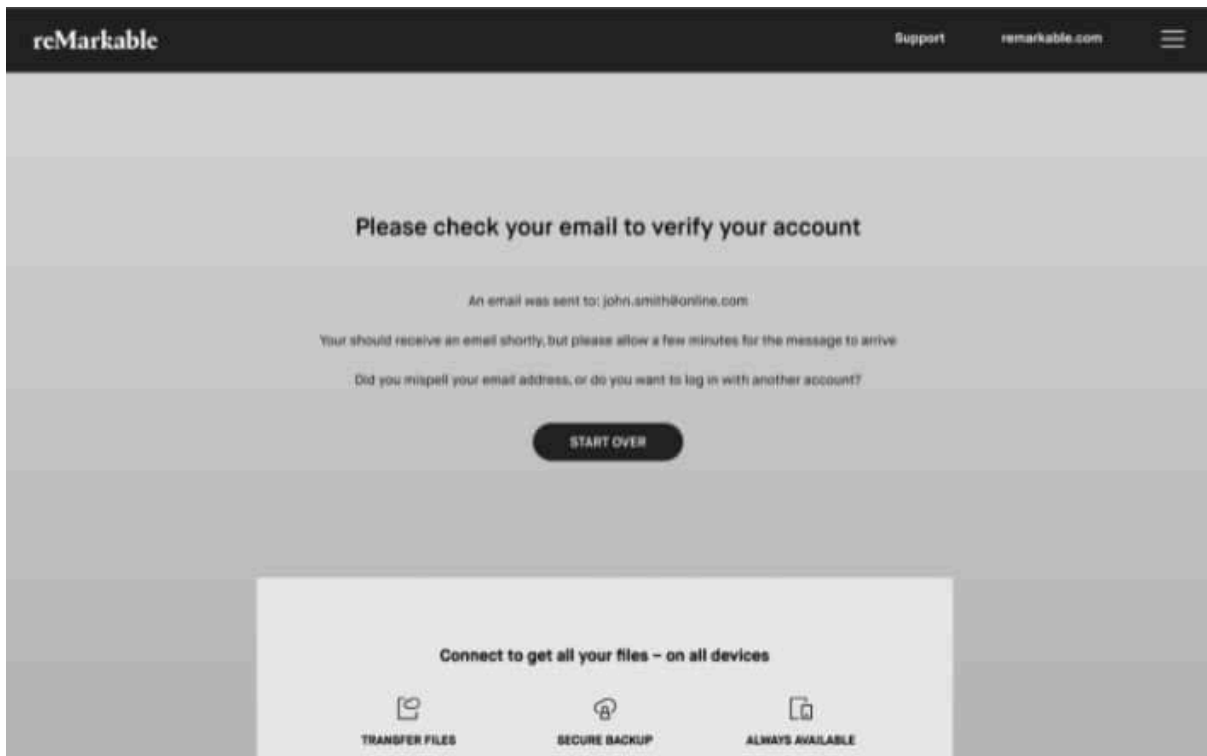 reMarkable
Support remarkable.com
Please check your email to verify your account
An email was sent to: john.smith@online.com
Your should receive an email shortly, but please allow a few minutes for the message to arrive
Did you mispell your email address, or do you want to log in with another account?
START OVER
Connect to get all your files – on all devices
TRANSFER FILES SECURE BACKUP ALWAYS AVAILABLE